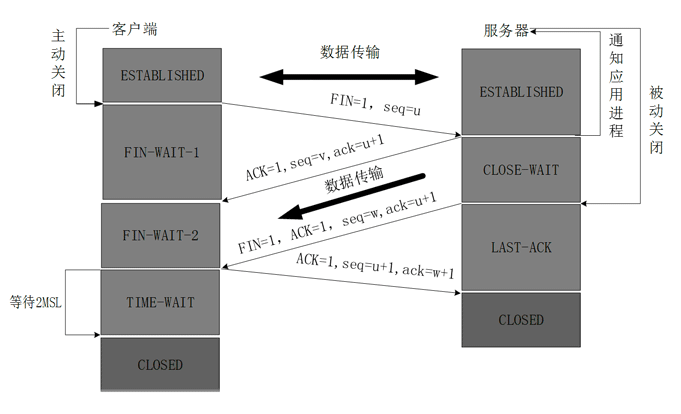 客户端
服务器
主动关闭
数据传输
通知应用进程
ESTABLISHED
ESTABLISHED
被动关闭
FIN=1, seq=u
FIN-WAIT-1
ACK=1,seq=v,ack=u+1
CLOSE-WAIT
数据传输
FIN=1, ACK=1, seq=w,ack=u+1
FIN-WAIT-2
LAST-ACK
ACK=1,seq=u+1,ack=w+1
等待2MSL
TIME-WAIT
CLOSED
CLOSED